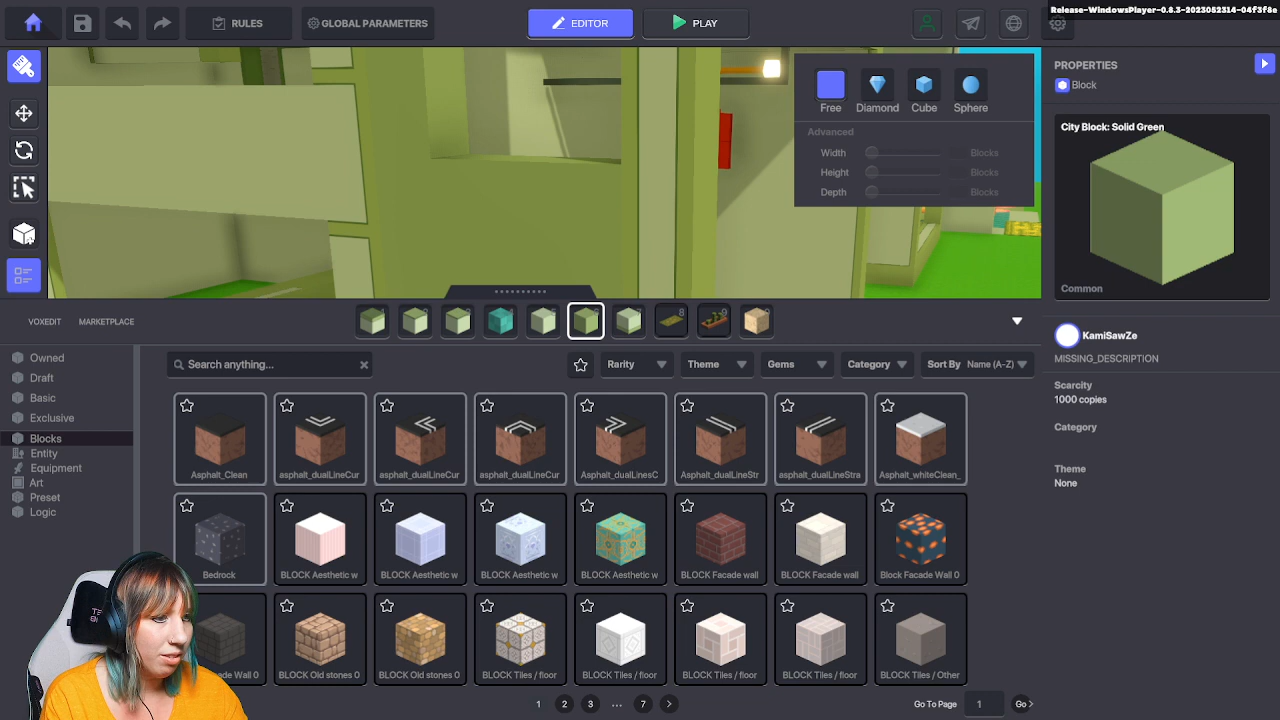 RULES
GLOBAL PARAMETERS
EDITOR
PLAY
Release-WindowsPlayer-0.8.3-2023052314-04f3f8c
Free
Diamond
Cube
Sphere
Advanced
Width
Blocks
Height
Blocks
Depth
Blocks
PROPERTIES
Block
City Block: Solid Green
Common
KamiSawZe
MISSING_DESCRIPTION
Scarcity
1000 copies
Category
Theme
None
VOXEDIT
MARKETPLACE
8
9
Owned
Draft
Basic
Exclusive
Blocks
Entity
Equipment
Art
Preset
Logic
Search anything...
Rarity
Theme
Gems
Category
Sort By Name (A-Z)
Asphalt_Clean
asphalt_dualLineCur
asphalt_dualLineCur
asphalt_dualLineCur
Asphalt_dualLinesC
Asphalt_dualLineStr
asphalt_dualLineStra
Asphalt_whiteClean_
Bedrock
BLOCK Aesthetic w
BLOCK Aesthetic w
BLOCK Aesthetic w
BLOCK Aesthetic w
BLOCK Facade wall
BLOCK Facade wall
Block Facade Wall 0
Wall 0
BLOCK Old stones 0
BLOCK Old stones 0
BLOCK Tiles / floor
BLOCK Tiles / floor
BLOCK Tiles / floor
BLOCK Tiles / floor
BLOCK Tiles / Other
1 2 3 ... 7 >
Go To Page 1 Go >